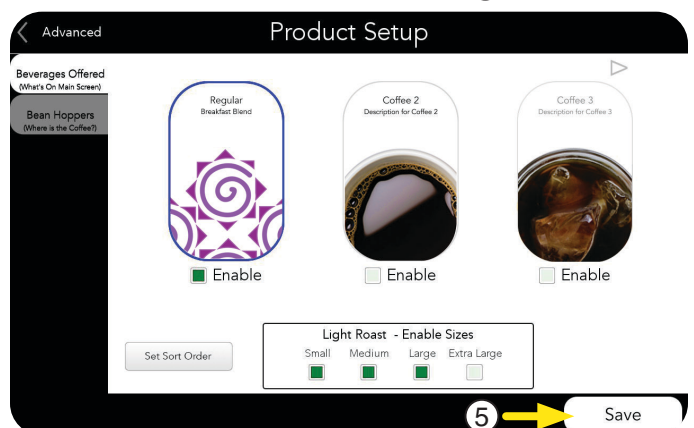 Advanced
Product Setup
Beverages Offered
(What's On Main Screen)
Bean Hoppers
(Where is the Coffee?)
Regular
Breakfast Blend
Coffee 2
Description for Coffee 2
Coffee 3
Description for Coffee 3
Enable
Enable
Enable
Set Sort Order
Light Roast - Enable Sizes
Small Medium Large Extra Large
5
Save